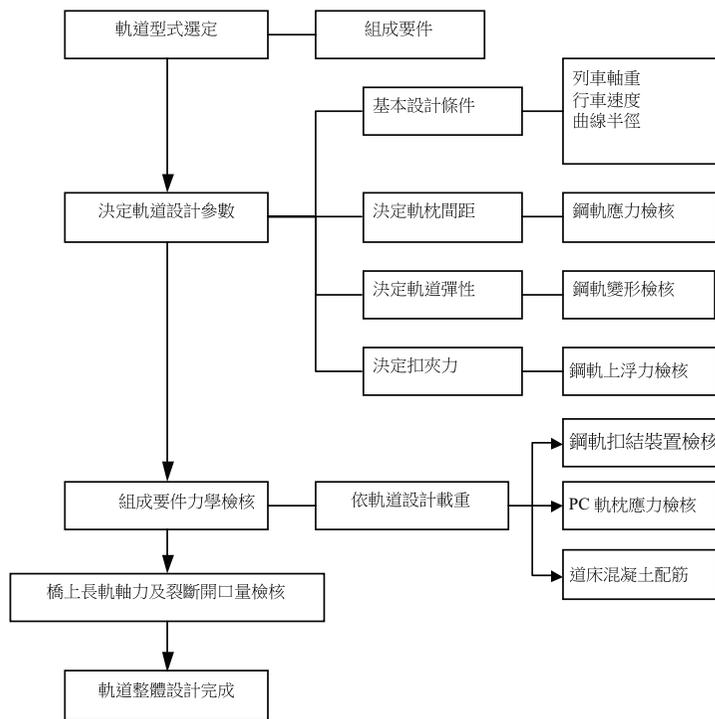 軌道型式選定
組成要件
基本設計條件
列車軸重
行車速度
曲線半徑
決定軌道設計參數
決定軌枕間距
鋼軌應力檢核
決定軌道彈性
鋼軌變形檢核
決定扣夾力
鋼軌上浮力檢核
鋼軌扣結裝置檢核
組成要件力學檢核
依軌道設計載重
PC 軌枕應力檢核
道床混凝土配筋
橋上長軌軸力及裂斷開口量檢核
軌道整體設計完成